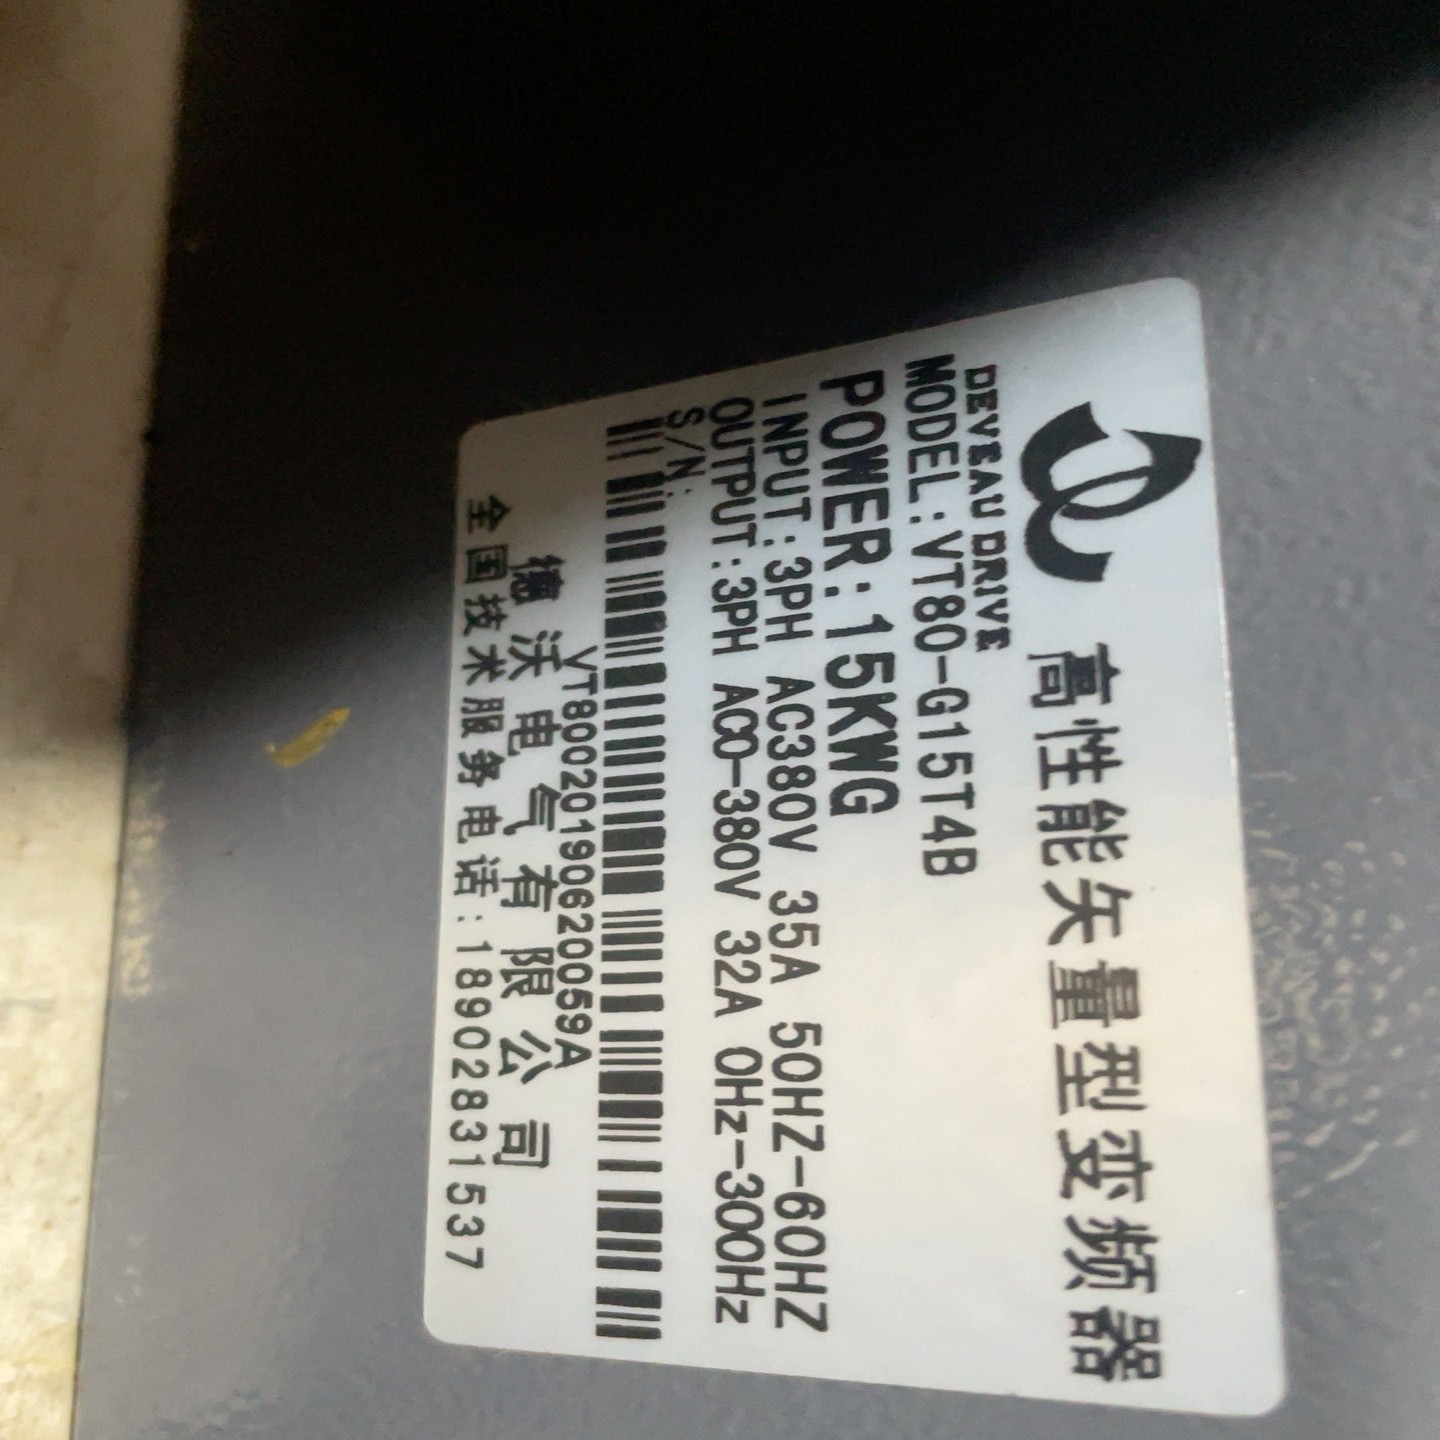 高性能矢量型变频器
DEVEAU DRIVE
MODEL:VT80-G15T4B
POWER:15KWG
INPUT:3PH AC380V 35A 50HZ-60HZ
OUTPUT:3PH AC0-380V 32A 0Hz-300Hz
S/N:
VT80020190620059A
德沃电气有限公司
全国技术服务电话:18902831537